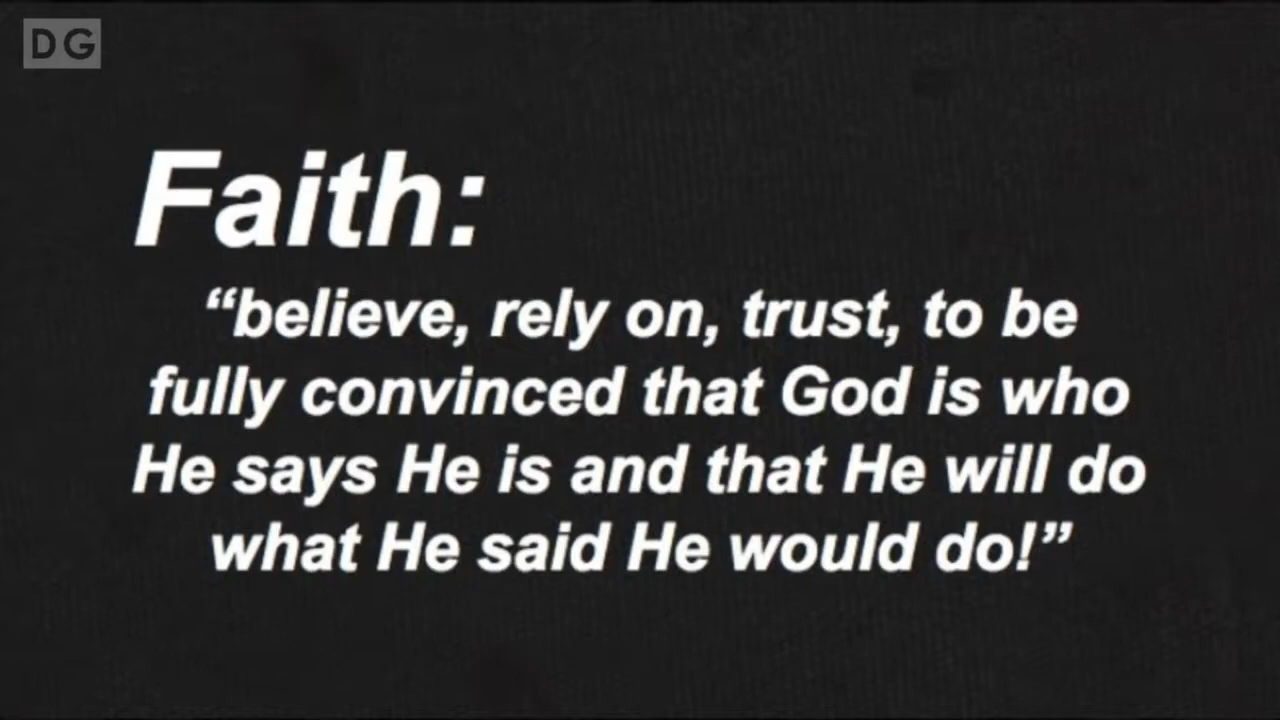 DG
Faith:
“believe, rely on, trust, to be
fully convinced that God is who
He says He is and that He will do
what He said He would do!”